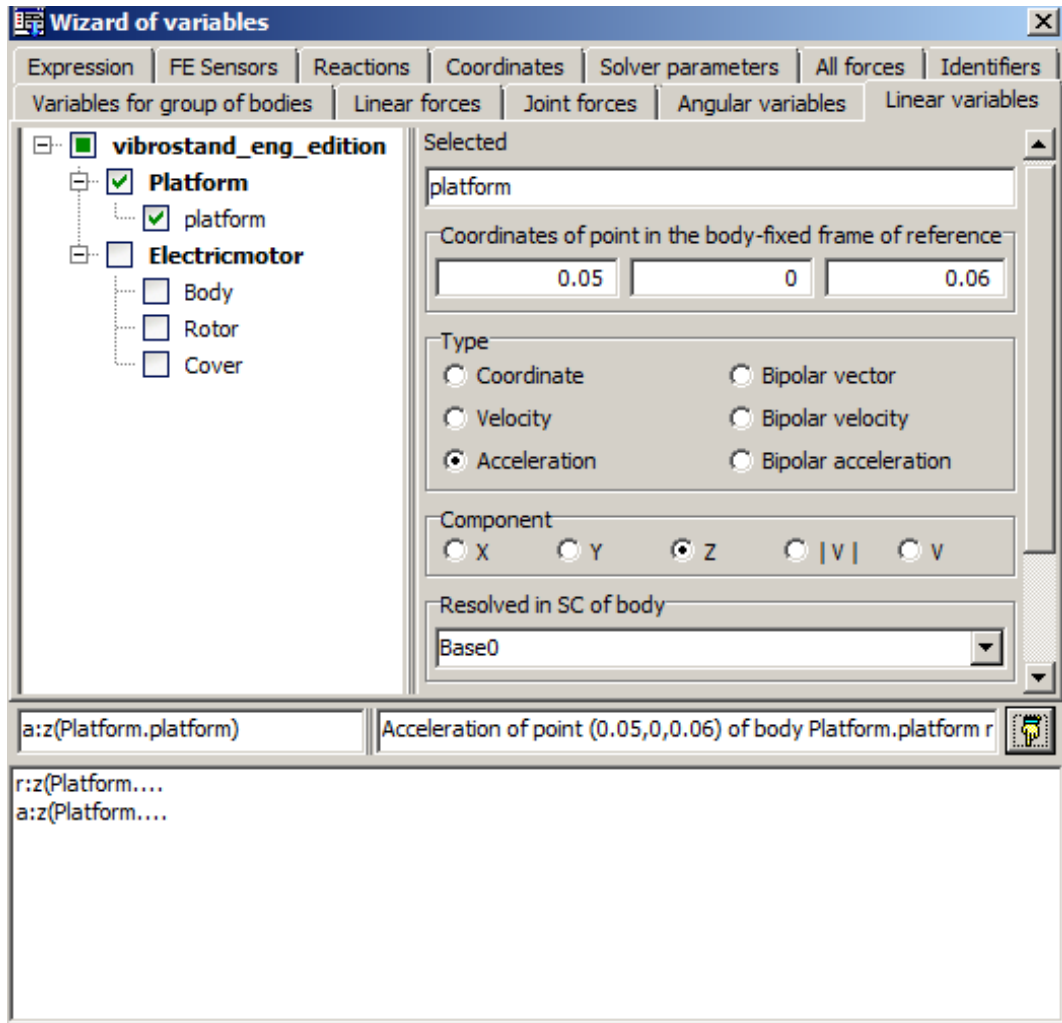 Wizard of variables
Expression FE Sensors Reactions Coordinates Solver parameters All forces Identifiers
Variables for group of bodies Linear forces Joint forces Angular variables Linear variables
vibrostand_eng_edition
Platform
platform
Electricmotor
Body
Rotor
Cover
Selected
platform
Coordinates of point in the body-fixed frame of reference
0.05 0 0.06
Type
Coordinate Bipolar vector
Velocity Bipolar velocity
Acceleration Bipolar acceleration
Component
X Y Z |V| V
Resolved in SC of body
Base0
a:z(Platform.platform) Acceleration of point (0.05,0,0.06) of body Platform.platform r
r:z(Platform....
a:z(Platform....